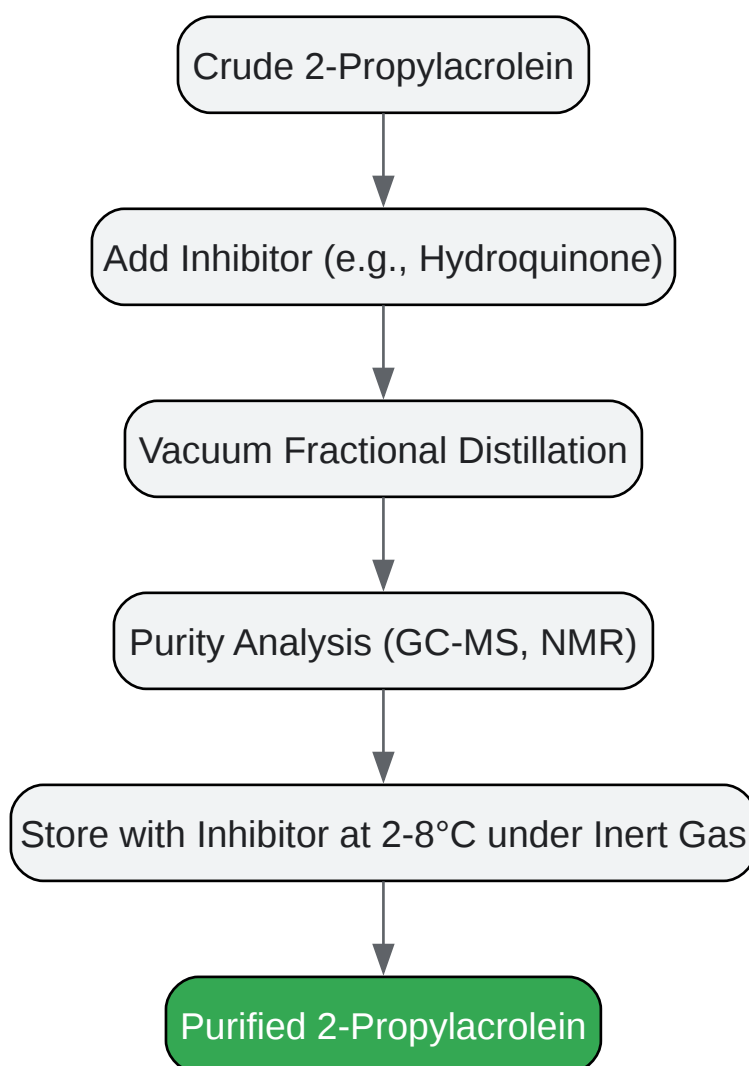 Crude 2-Propylacrolein
Add Inhibitor (e.g., Hydroquinone)
Vacuum Fractional Distillation
Purity Analysis (GC-MS, NMR)
Store with Inhibitor at 2-8°C under Inert Gas
Purified 2-Propylacrolein